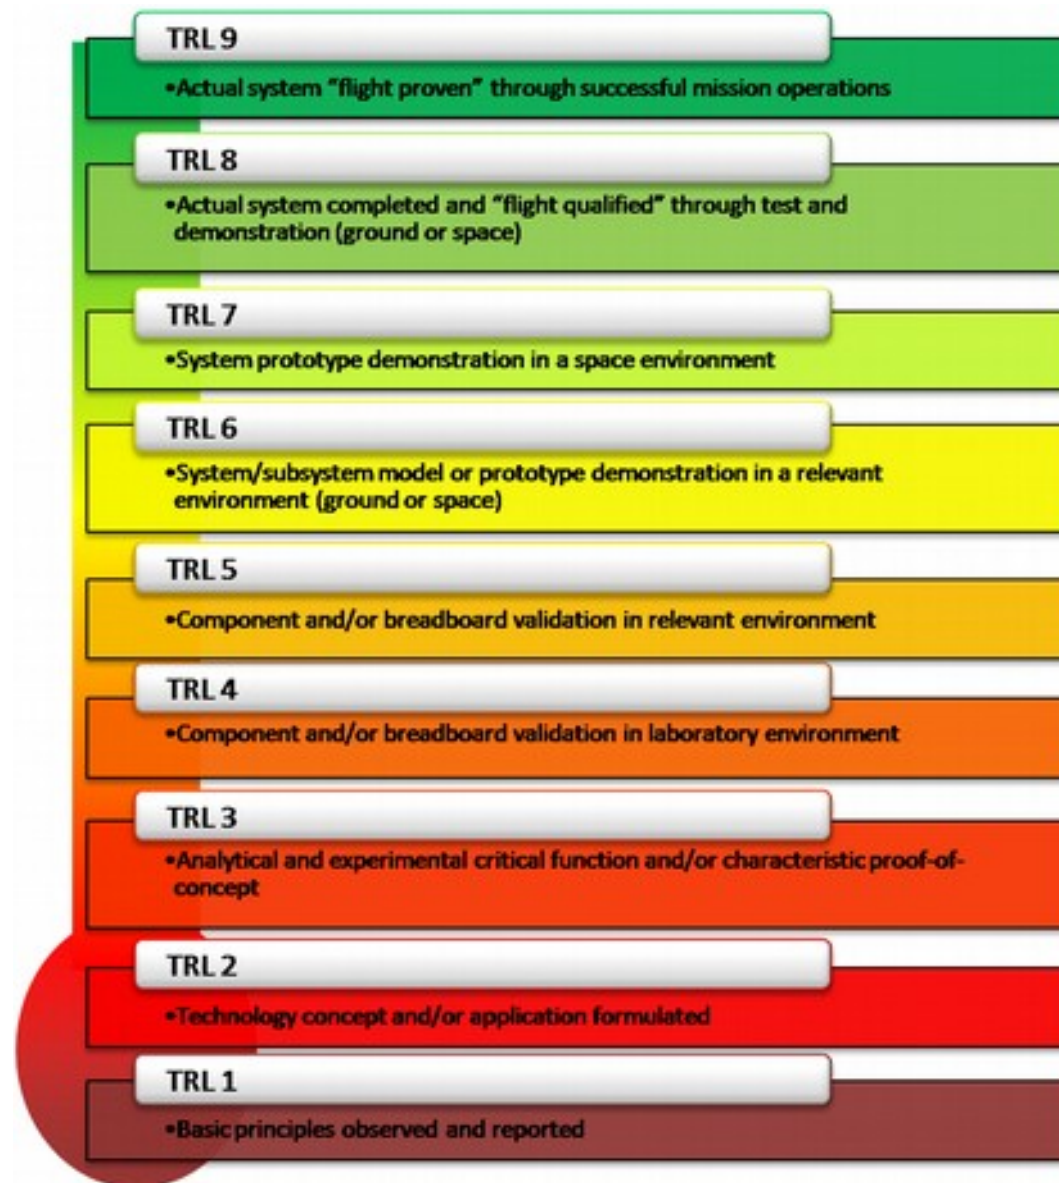 TRL 9
•Actual system “flight proven” through successful mission operations
TRL 8
•Actual system completed and “flight qualified” through test and
demonstration (ground or space)
TRL 7
•System prototype demonstration in a space environment
TRL 6
•System/subsystem model or prototype demonstration in a relevant
environment (ground or space)
TRL 5
•Component and/or breadboard validation in relevant environment
TRL 4
•Component and/or breadboard validation in laboratory environment
TRL 3
•Analytical and experimental critical function and/or characteristic proof-of-
concept
TRL 2
•Technology concept and/or application formulated
TRL 1
•Basic principles observed and reported